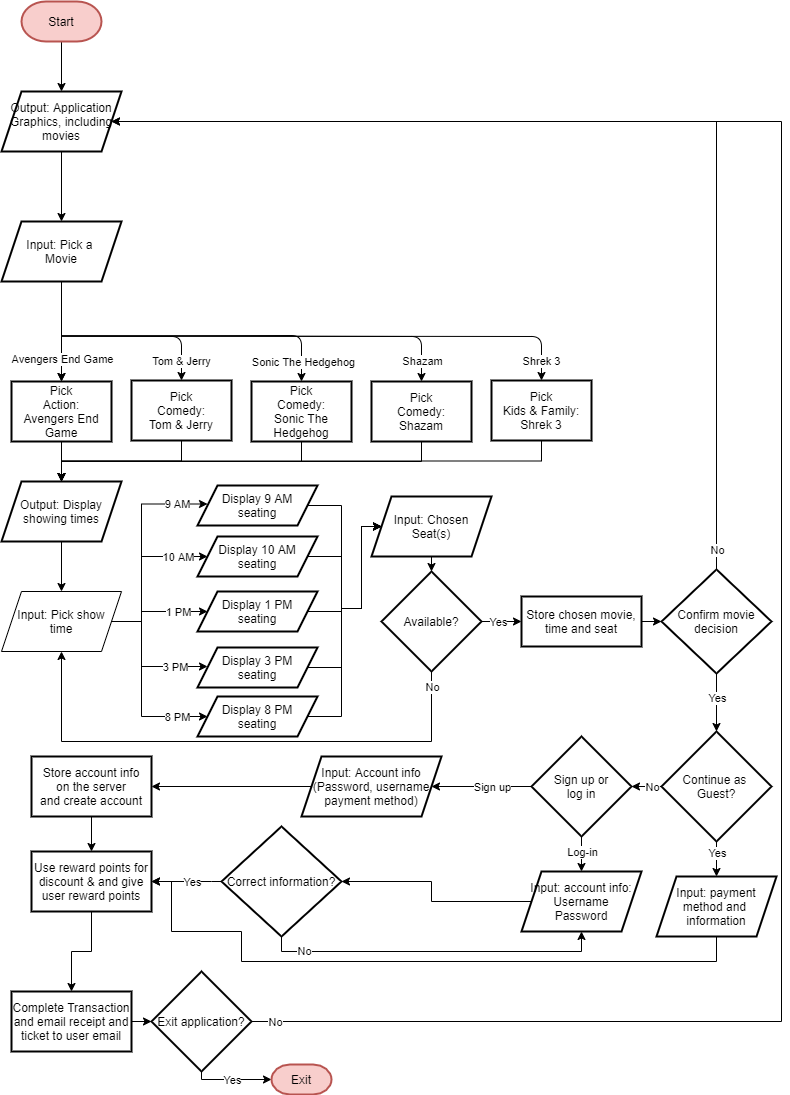 Start
Output: Application
Graphics, including
movies
Input: Pick a
Movie
Avengers End Game
Tom & Jerry
Sonic The Hedgehog
Shazam
Shrek 3
Pick
Action:
Avengers End
Game
Pick
Comedy:
Tom & Jerry
Pick
Comedy:
Sonic The
Hedgehog
Pick
Comedy:
Shazam
Pick
Kids & Family:
Shrek 3
Output: Display
showing times
Input: Pick show
time
9 AM
10 AM
1 PM
3 PM
8 PM
Display 9 AM
seating
Display 10 AM
seating
Display 1 PM
seating
Display 3 PM
seating
Display 8 PM
seating
Input: Chosen
Seat(s)
Available?
Yes
No
Store chosen movie,
time and seat
Confirm movie
decision
No
Yes
Continue as
Guest?
No
Yes
Sign up or
log in
Sign up
Log-in
Input: Account info
(Password, username
payment method)
Store account info
on the server
and create account
Input: account info:
Username
Password
Input: payment
method and
information
Correct information?
Yes
No
Use reward points for
discount & and give
user reward points
Complete Transaction
and email receipt and
ticket to user email
Exit application?
No
Yes
Exit